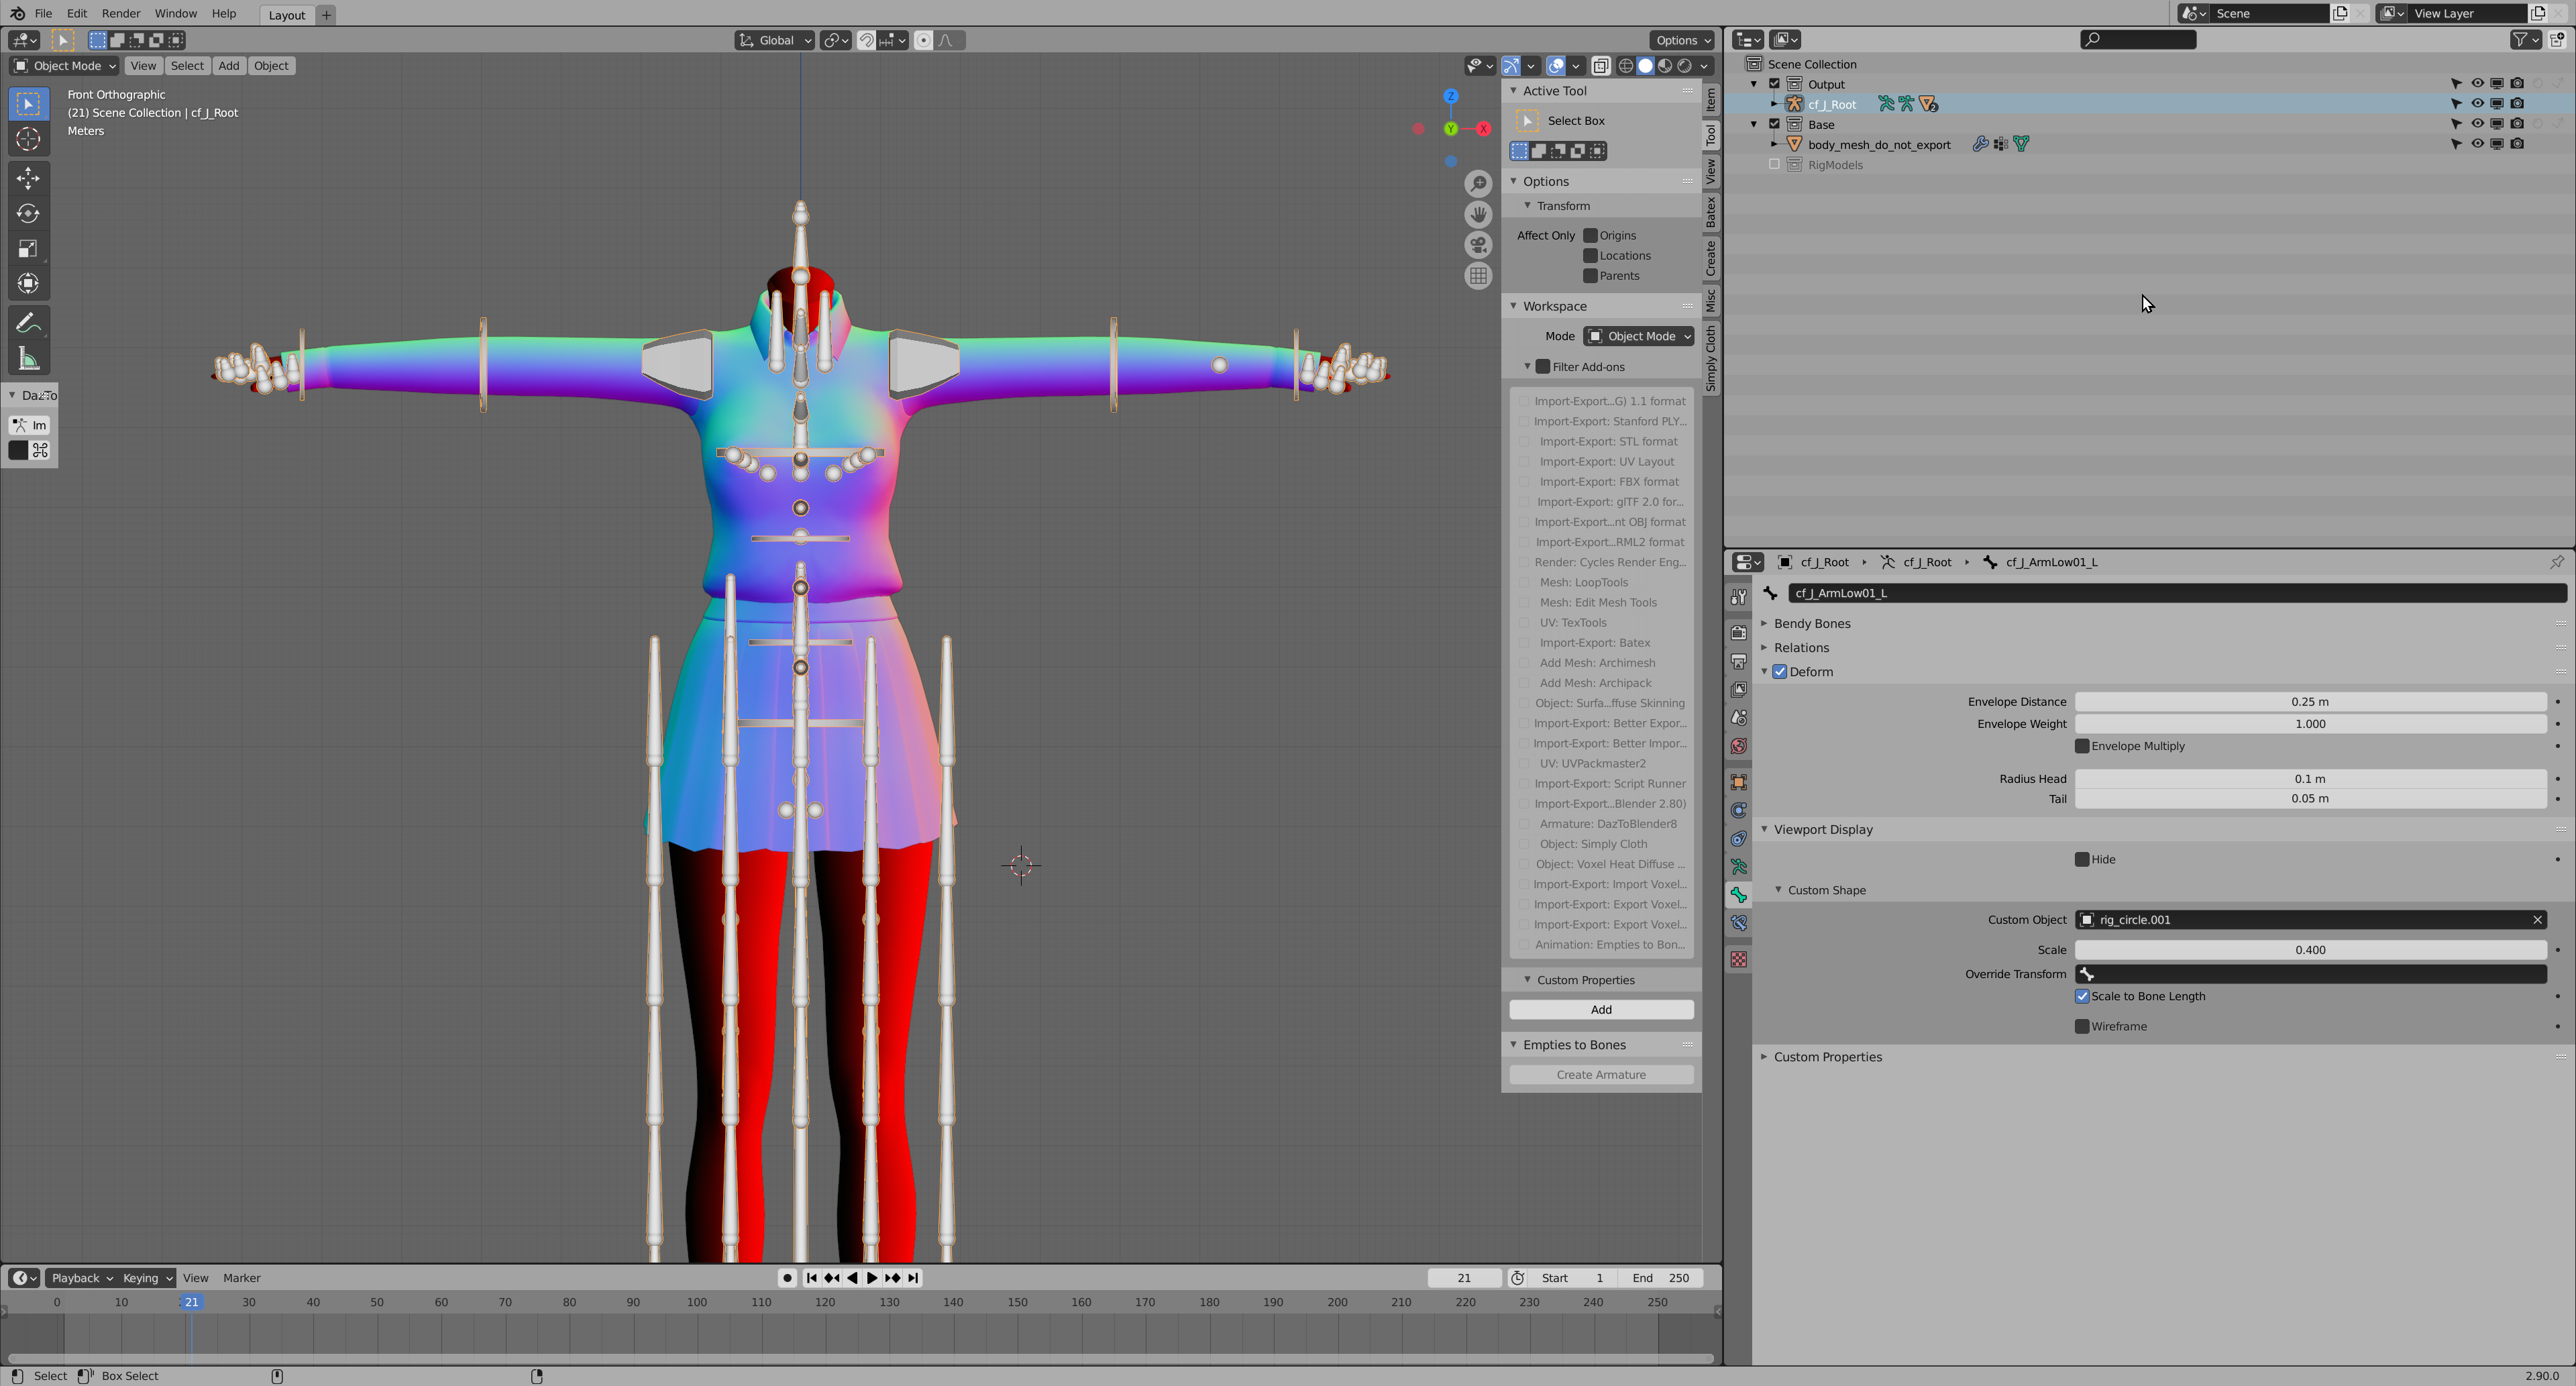 File Edit Render Window Help Layout + Scene View Layer
Global Options
Object Mode View Select Add Object
Front Orthographic
(21) Scene Collection | cf_J_Root
Meters
Z
Y X
Im
Active Tool
Select Box
Options
Transform
Affect Only Origins
Locations
Parents
Workspace
Mode Object Mode
Filter Add-ons
Import-Export...G) 1.1 format
Import-Export: Stanford PLY...
Import-Export: STL format
Import-Export: UV Layout
Import-Export: FBX format
Import-Export: glTF 2.0 for...
Import-Export...nt OBJ format
Import-Export...RML2 format
Render: Cycles Render Eng...
Mesh: LoopTools
Mesh: Edit Mesh Tools
UV: TexTools
Import-Export: Batex
Add Mesh: Archimesh
Add Mesh: Archipack
Object: Surfa...ffuse Skinning
Import-Export: Better Expor...
Import-Export: Better Impor...
UV: UVPackmaster2
Import-Export: Script Runner
Import-Export...Blender 2.80)
Armature: DazToBlender8
Object: Simply Cloth
Object: Voxel Heat Diffuse ...
Import-Export: Import Voxel...
Import-Export: Export Voxel...
Import-Export: Export Voxel...
Animation: Empties to Bon...
Custom Properties
Add
Empties to Bones
Create Armature
Item
Tool
View
Batex
Create
Misc
Simply Cloth
Scene Collection
Output
cf_J_Root 2
Base
body_mesh_do_not_export
RigModels
cf_J_Root cf_J_Root cf_J_ArmLow01_L
cf_J_ArmLow01_L
Bendy Bones
Relations
Deform
Envelope Distance 0.25 m
Envelope Weight 1.000
Envelope Multiply
Radius Head 0.1 m
Tail 0.05 m
Viewport Display
Hide
Custom Shape
Custom Object rig_circle.001
Scale 0.400
Override Transform
Scale to Bone Length
Wireframe
Custom Properties
Playback Keying View Marker 21 Start 1 End 250
0 10 21 30 40 50 60 70 80 90 100 110 120 130 140 150 160 170 180 190 200 210 220 230 240 250
Select Box Select 2.90.0